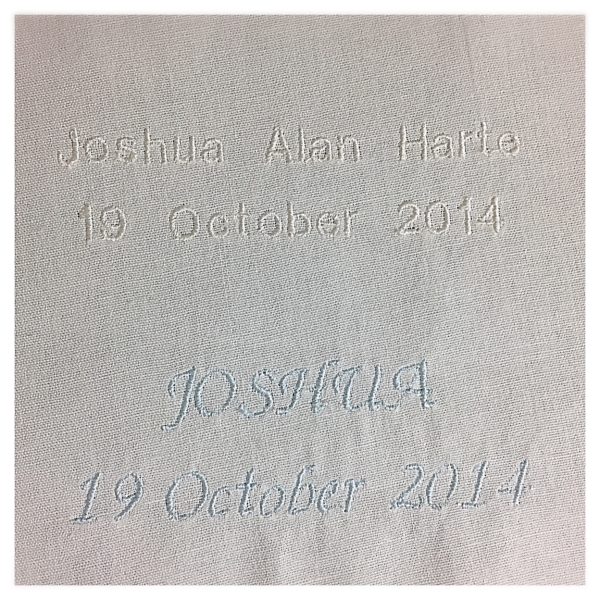 Joshua Alan Harte
19 October 2014
JOSHUA
19 October 2014